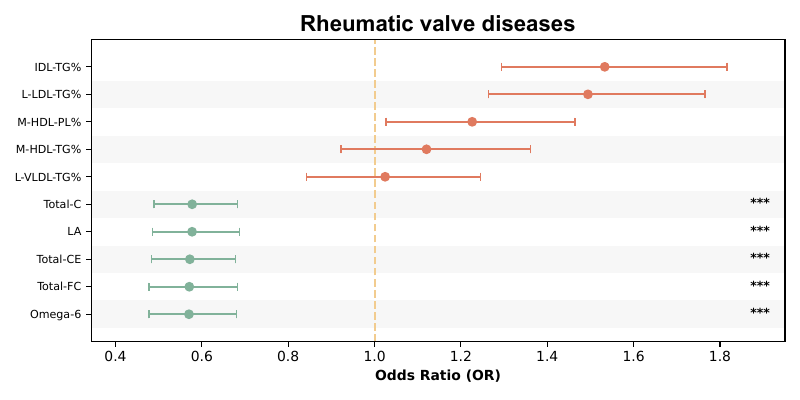 Rheumatic valve diseases
IDL-TG%
L-LDL-TG%
M-HDL-PL%
M-HDL-TG%
L-VLDL-TG%
Total-C ***
LA ***
Total-CE ***
Total-FC ***
Omega-6 ***
0.4 0.6 0.8 1.0 1.2 1.4 1.6 1.8
Odds Ratio (OR)